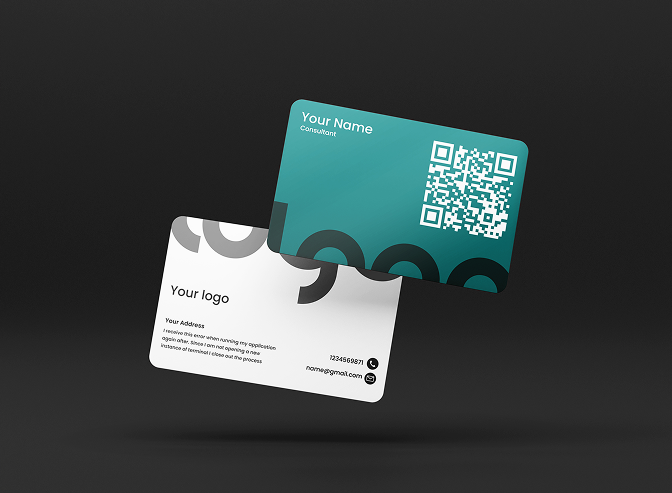 Your Name
Consultant
Your logo
Your Address
I receive this error when running my application
again after. Since I am not opening a new
instance of terminal I close out the process
1234569871
name@gmail.com